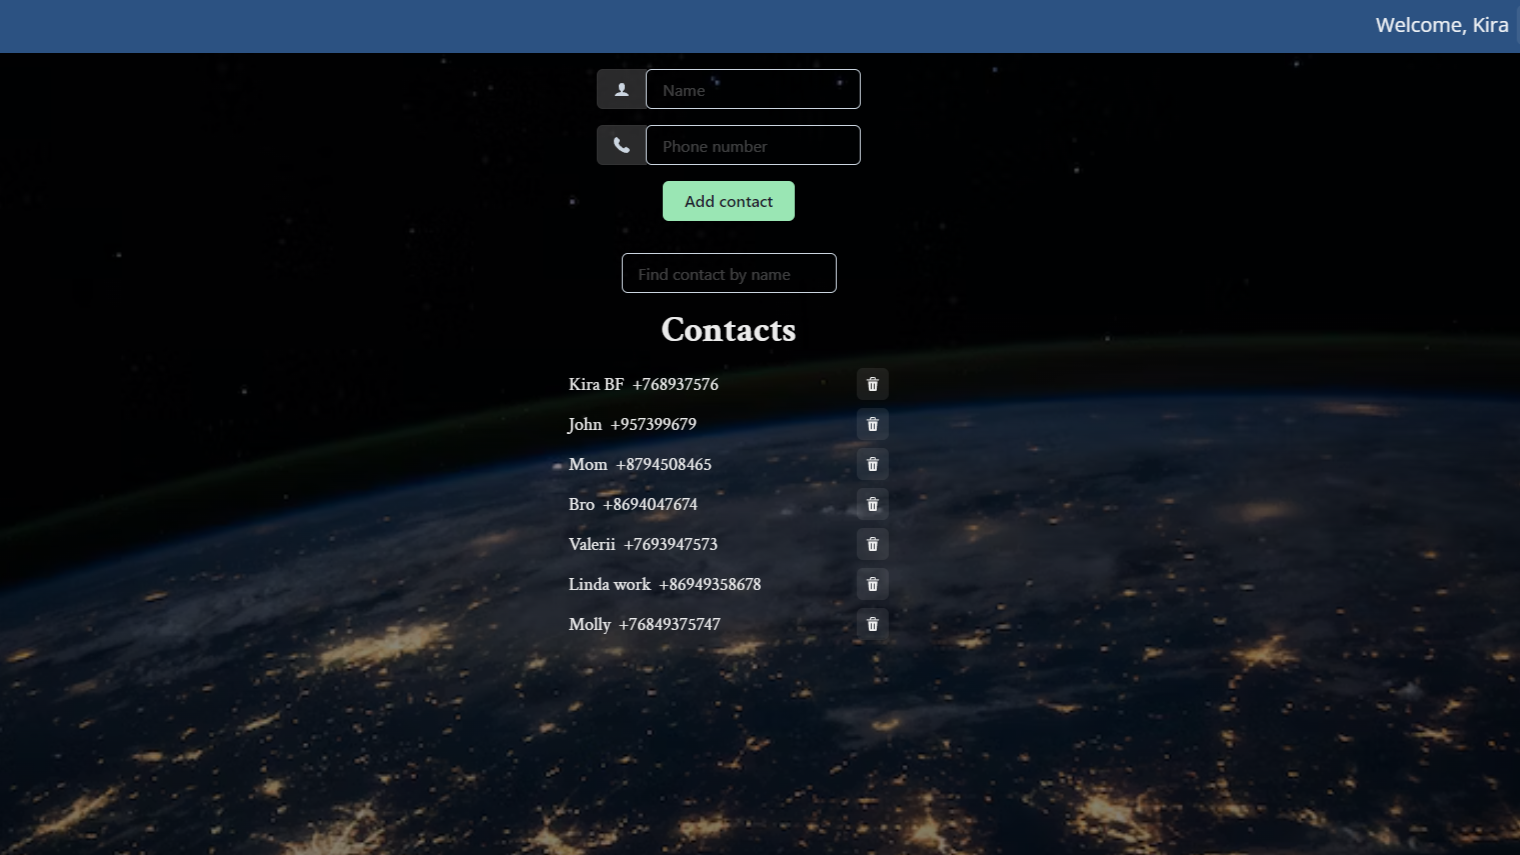 Welcome, Kira
Name
Phone number
Add contact
Find contact by name
Contacts
Kira BF +768937576
John +957399679
Mom +8794508465
Bro +8694047674
Valerii +7693947573
Linda work +86949358678
Molly +76849375747